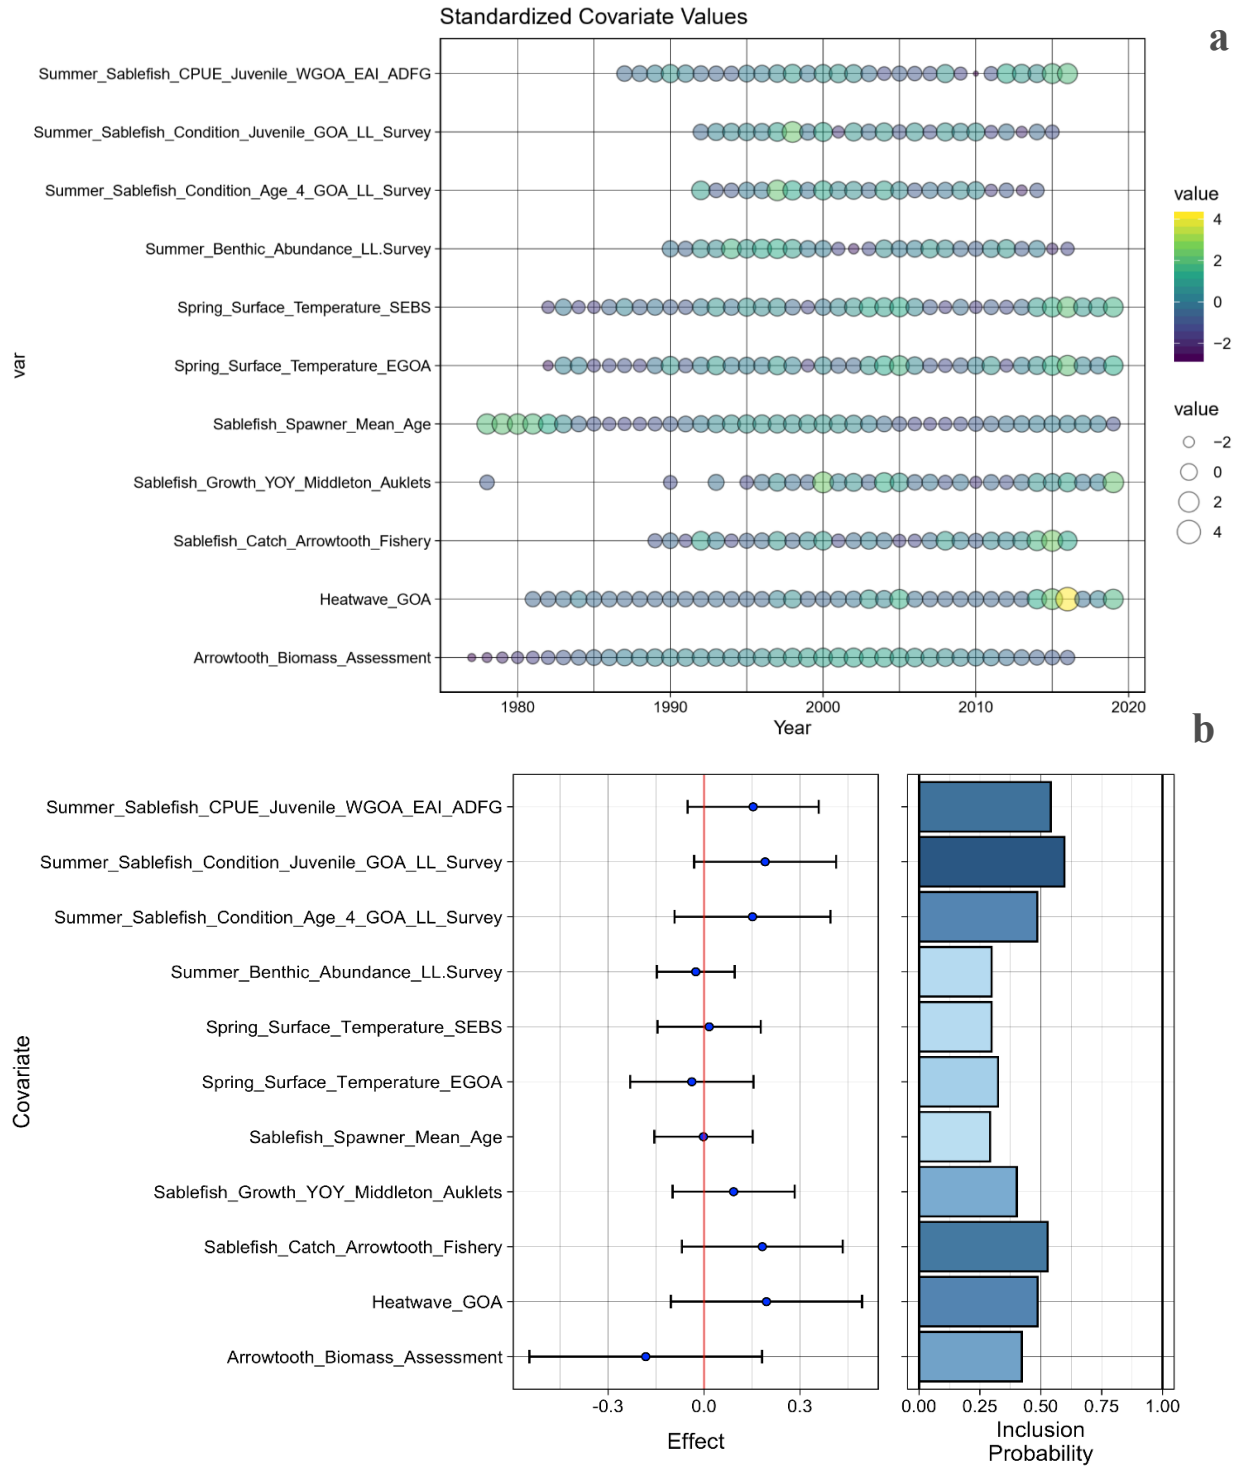 Standardized Covariate Values
a
Summer_Sablefish_CPUE_Juvenile_WGOA_EAI_ADFG
Summer_Sablefish_Condition_Juvenile_GOA_LL_Survey
Summer_Sablefish_Condition_Age_4_GOA_LL_Survey
Summer_Benthic_Abundance_LL.Survey
Spring_Surface_Temperature_SEBS
Spring_Surface_Temperature_EGOA
Sablefish_Spawner_Mean_Age
Sablefish_Growth_YOY_Middleton_Auklets
Sablefish_Catch_Arrowtooth_Fishery
Heatwave_GOA
Arrowtooth_Biomass_Assessment
var
1980 1990 2000 2010 2020
Year
value
4
2
0
−2
value
−2
0
2
4
b
Summer_Sablefish_CPUE_Juvenile_WGOA_EAI_ADFG
Summer_Sablefish_Condition_Juvenile_GOA_LL_Survey
Summer_Sablefish_Condition_Age_4_GOA_LL_Survey
Summer_Benthic_Abundance_LL.Survey
Spring_Surface_Temperature_SEBS
Spring_Surface_Temperature_EGOA
Sablefish_Spawner_Mean_Age
Sablefish_Growth_YOY_Middleton_Auklets
Sablefish_Catch_Arrowtooth_Fishery
Heatwave_GOA
Arrowtooth_Biomass_Assessment
Covariate
-0.3 0.0 0.3
Effect
0.00 0.25 0.50 0.75 1.00
Inclusion
Probability